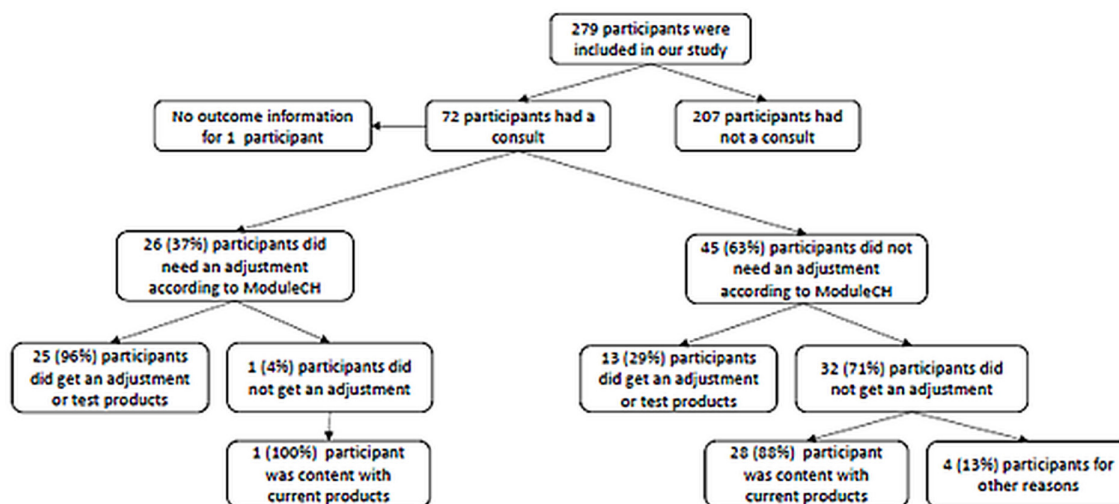 279 participants were
included in our study
No outcome information
for 1 participant
72 participants had a
consult
207 participants had
not a consult
26 (37%) participants did
need an adjustment
according to ModuleCH
45 (63%) participants did not
need an adjustment
according to ModuleCH
25 (96%) participants
did get an adjustment
or test products
1 (4%) participants did
not get an adjustment
13 (29%) participants
did get an adjustment
or test products
32 (71%) participants did
not get an adjustment
1 (100%) participant
was content with
current products
28 (88%) participant
was content with
current products
4 (13%) participants for
other reasons